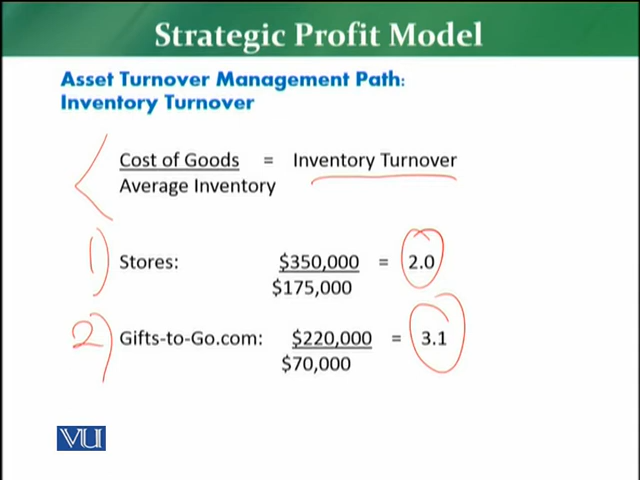 Strategic Profit Model
Asset Turnover Management Path:
Inventory Turnover
Cost of Goods = Inventory Turnover
Average Inventory
1) Stores: $350,000 = 2.0
$175,000
2) Gifts-to-Go.com: $220,000 = 3.1
$70,000
VU